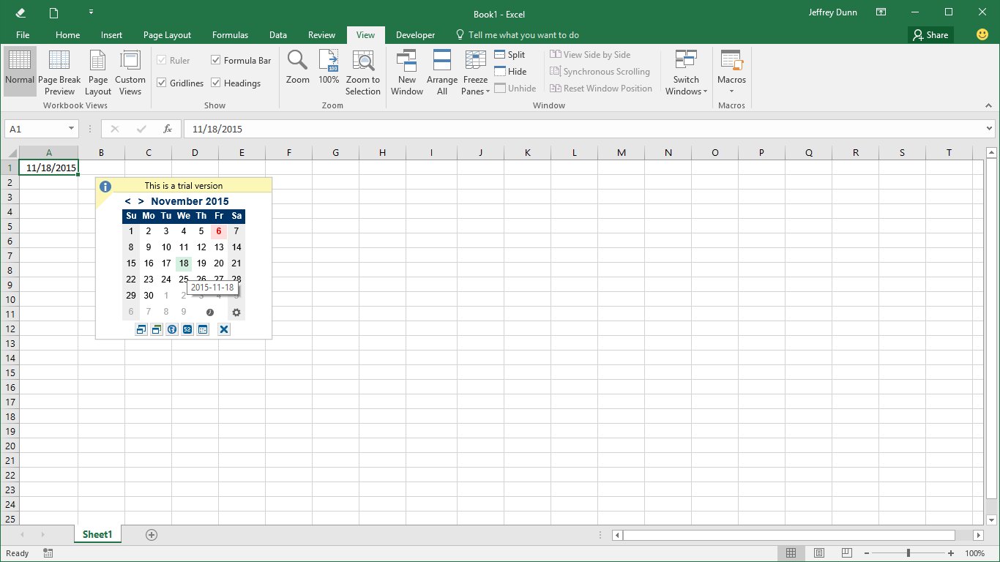 Book1 - Excel
Jeffrey Dunn
File Home Insert Page Layout Formulas Data Review View Developer Tell me what you want to do Share
Normal
Page Break Preview
Page Layout
Custom Views
Workbook Views
Ruler
Formula Bar
Gridlines
Headings
Show
Zoom
100
100%
Zoom to Selection
Zoom
New Window
Arrange All
Freeze Panes
Split
Hide
Unhide
View Side by Side
Synchronous Scrolling
Reset Window Position
Switch Windows
Window
Macros
Macros
A1 fx 11/18/2015
A B C D E F G H I J K L M N O P Q R S T
1 11/18/2015
2
3
4
5
6
7
8
9
10
11
12
13
14
15
16
17
18
19
20
21
22
23
24
25
This is a trial version
< > November 2015
Su Mo Tu We Th Fr Sa
1 2 3 4 5 6 7
8 9 10 11 12 13 14
15 16 17 18 19 20 21
22 23 24 25 26 27 28
2015-11-18
29 30 1 2 3 4 5
6 7 8 9
52
Sheet1
Ready
100%